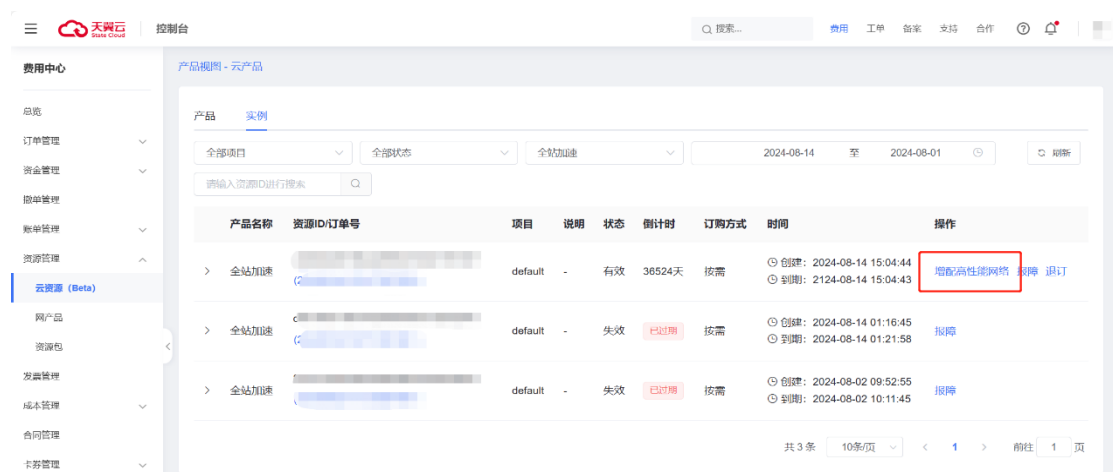 天翼云
State Cloud
控制台
搜索...
费用 工单 备案 支持 合作
费用中心
产品视图 - 云产品
总览
订单管理
资金管理
撤单管理
账单管理
资源管理
云资源 (Beta)
网产品
资源包
发票管理
成本管理
合同管理
卡券管理
产品 实例
全部项目 全部状态 全站加速 2024-08-14 至 2024-08-01 刷新
请输入资源ID进行搜索
产品名称 资源ID/订单号 项目 说明 状态 倒计时 订购方式 时间 操作
全站加速 default - 有效 36524天 按需 创建: 2024-08-14 15:04:44 增配高性能网络 报障 退订
(2
到期: 2124-08-14 15:04:43
全站加速 default - 失效 已过期 按需 创建: 2024-08-14 01:16:45 报障
到期: 2024-08-14 01:21:58
全站加速 default - 失效 已过期 按需 创建: 2024-08-02 09:52:55 报障
到期: 2024-08-02 10:11:45
共 3 条 10条/页 < 1 > 前往 1 页